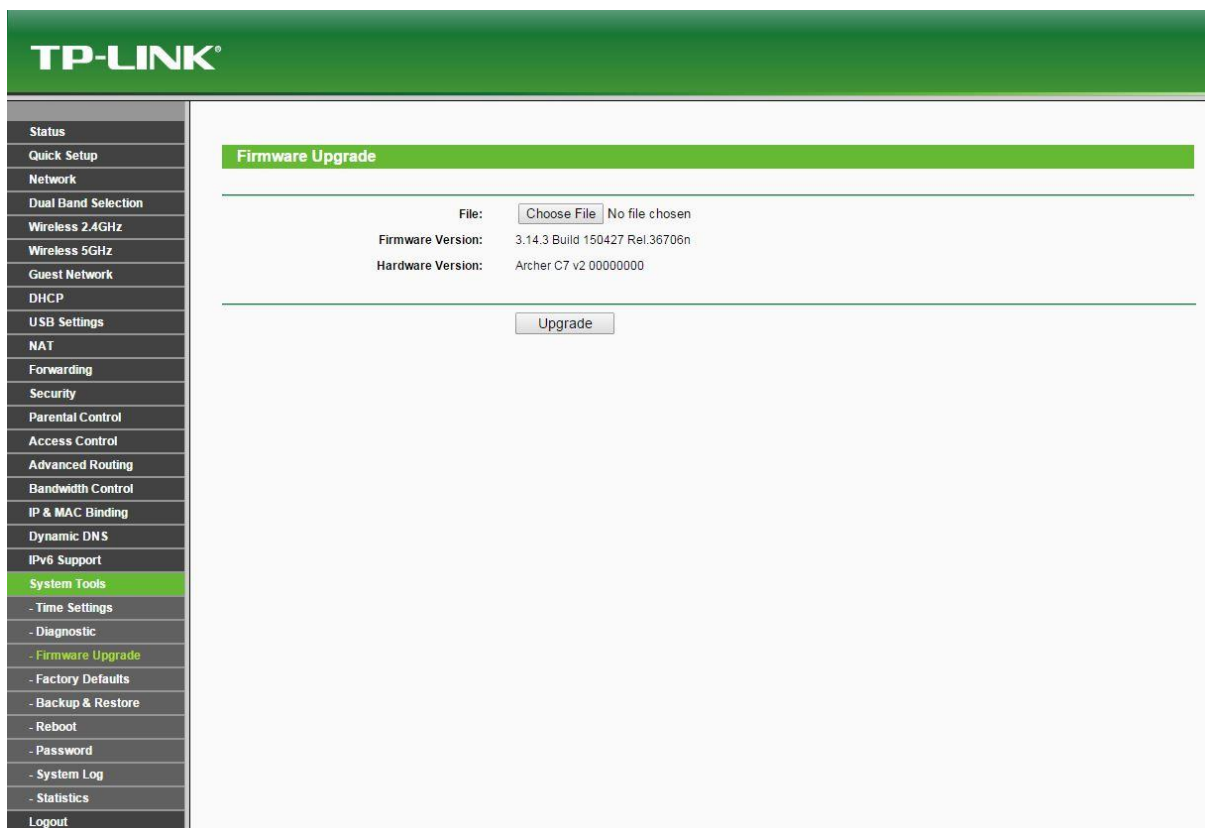 TP-LINK®
Status
Quick Setup
Network
Dual Band Selection
Wireless 2.4GHz
Wireless 5GHz
Guest Network
DHCP
USB Settings
NAT
Forwarding
Security
Parental Control
Access Control
Advanced Routing
Bandwidth Control
IP & MAC Binding
Dynamic DNS
IPv6 Support
System Tools
- Time Settings
- Diagnostic
- Firmware Upgrade
- Factory Defaults
- Backup & Restore
- Reboot
- Password
- System Log
- Statistics
Logout
Firmware Upgrade
File: Choose File No file chosen
Firmware Version: 3.14.3 Build 150427 Rel.36706n
Hardware Version: Archer C7 v2 00000000
Upgrade